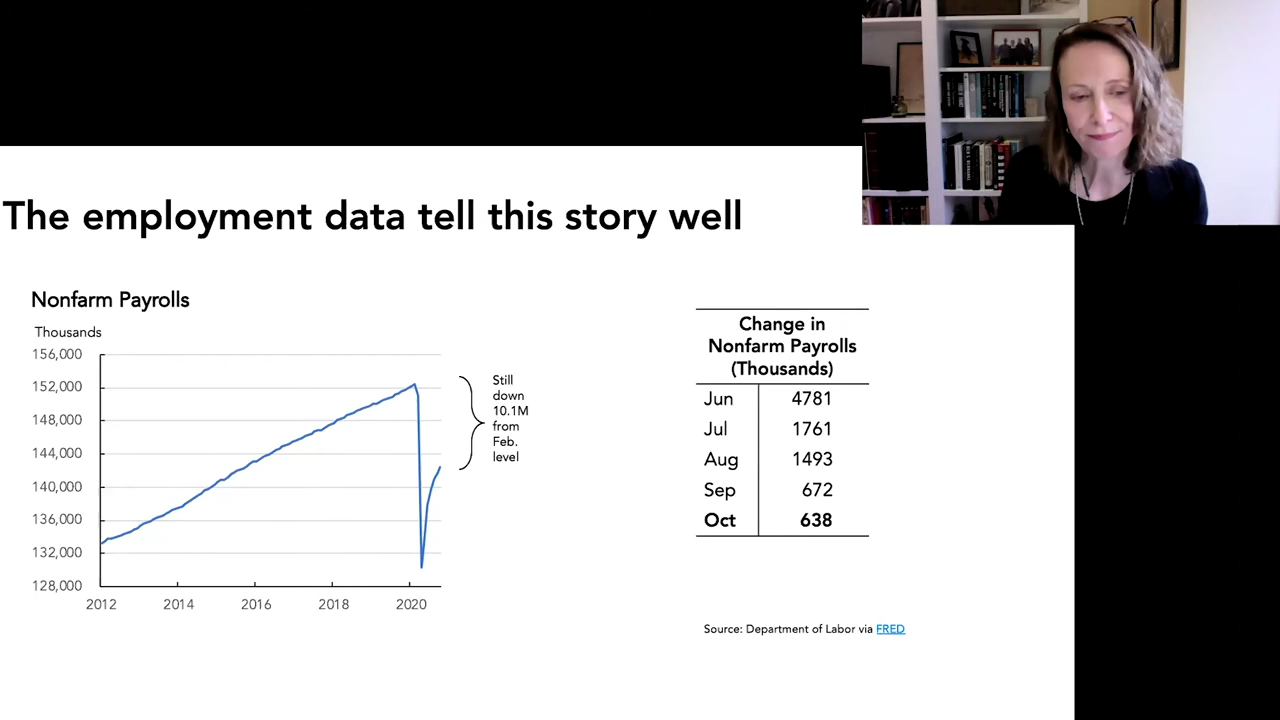 The employment data tell this story well
Nonfarm Payrolls
Thousands
156,000
152,000
148,000
144,000
140,000
136,000
132,000
128,000
2012 2014 2016 2018 2020
Still
down
10.1M
from
Feb.
level
Change in
Nonfarm Payrolls
(Thousands)
Jun 4781
Jul 1761
Aug 1493
Sep 672
Oct 638
Source: Department of Labor via FRED